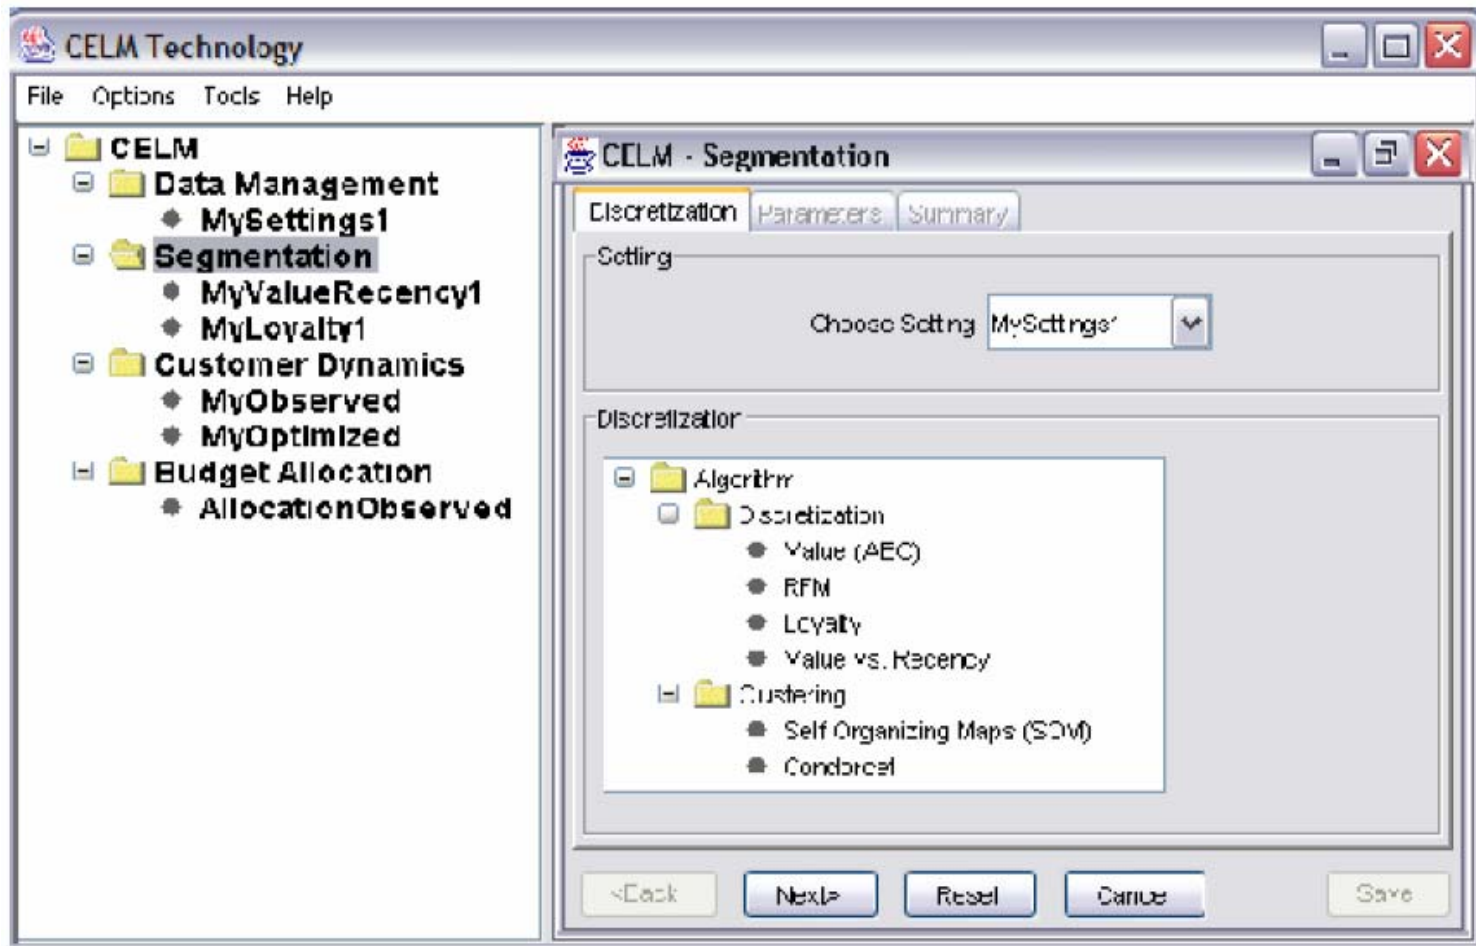 CELM Technology
File Options Tools Help
CELM
Data Management
MySettings1
Segmentation
MyValueRecency1
MyLoyalty1
Customer Dynamics
MyObserved
MyOptimized
Budget Allocation
AllocationObserved
CELM - Segmentation
Discretization Parameters Summary
Setting
Choose Setting MySettings1
Discretization
Algorithm
Discretization
Value (ABC)
RFM
Loyalty
Value vs. Recency
Clustering
Self Organizing Maps (SOM)
Condorcet
<Back Next> Reset Cancel Save